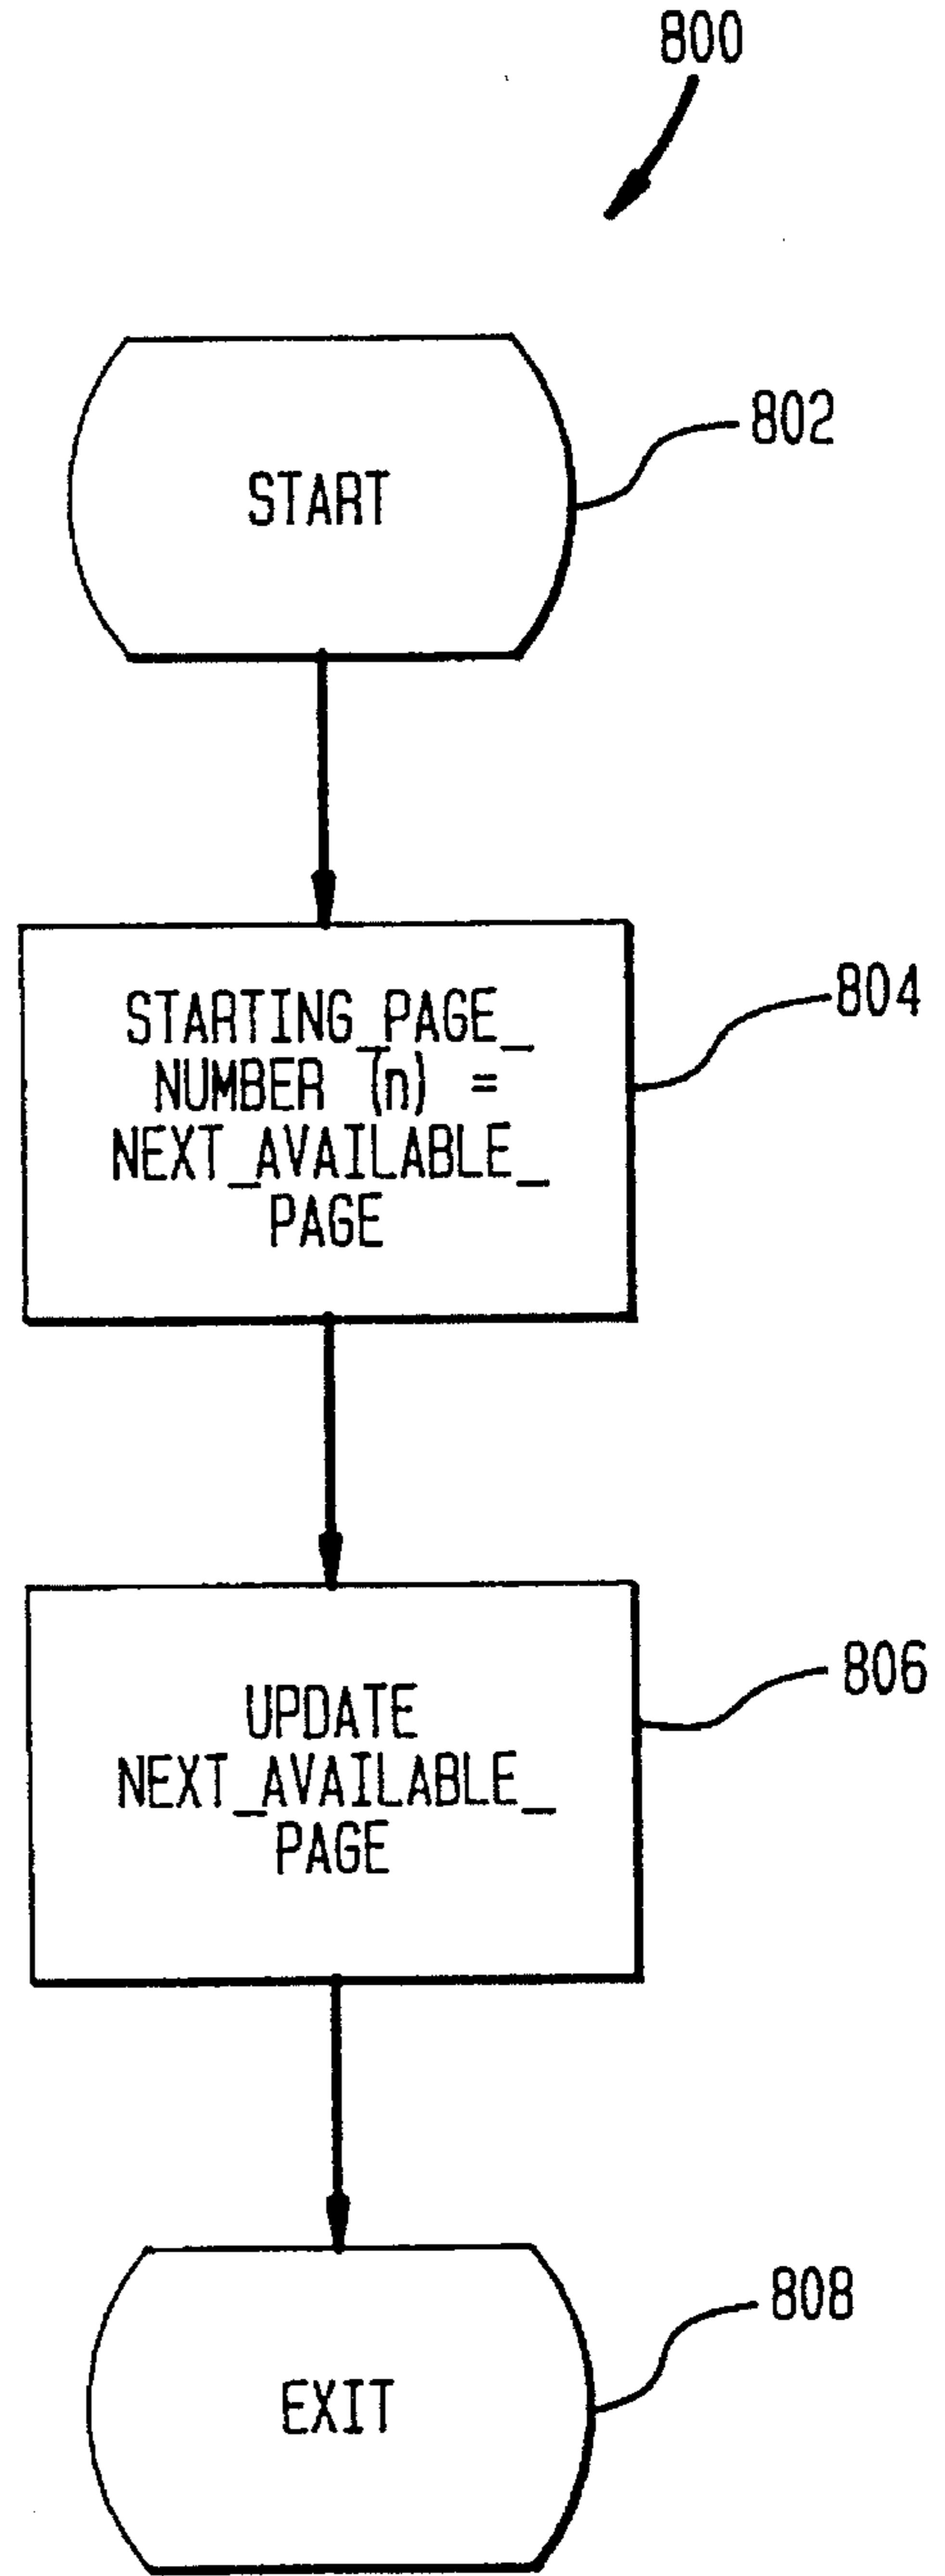 800
START
802
STARTING_PAGE_
NUMBER (n) =
NEXT_AVAILABLE_
PAGE
804
UPDATE
NEXT_AVAILABLE_
PAGE
806
EXIT
808